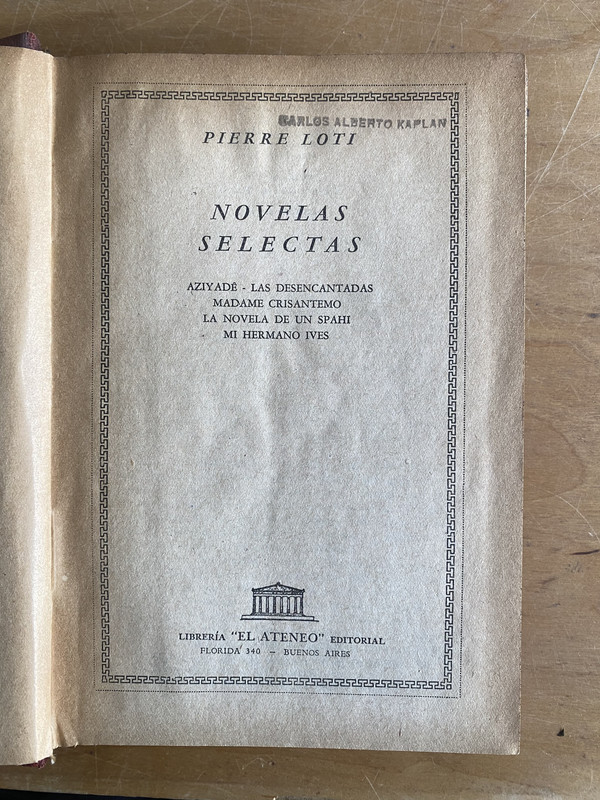 CARLOS ALBERTO KAPLAN
PIERRE LOTI
NOVELAS
SELECTAS
AZIYADÊ - LAS DESENCANTADAS
MADAME CRISANTEMO
LA NOVELA DE UN SPAHI
MI HERMANO IVES
LIBRERÍA "EL ATENEO" EDITORIAL
FLORIDA 340 — BUENOS AIRES